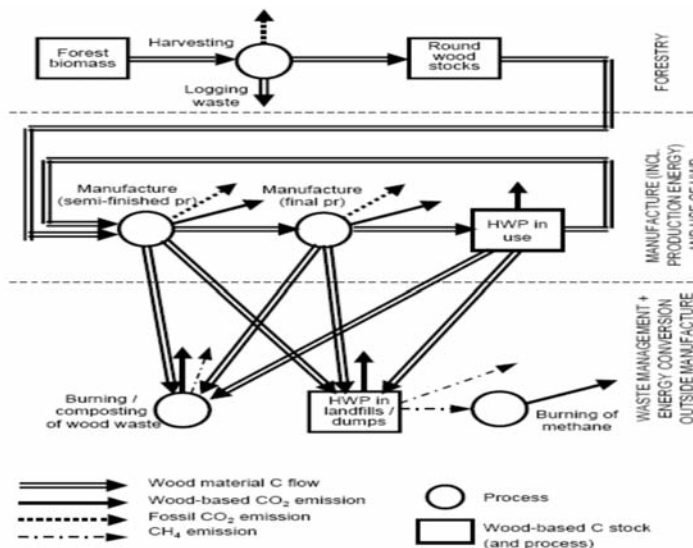 Forest
biomass
Harvesting
Logging
waste
Round
wood
stocks
FORESTRY
Manufacture
(semi-finished pr)
Manufacture
(final pr)
HWP in
use
MANUFACTURE (INCL.
PRODUCTION ENERGY)
Burning /
composting
of wood waste
HWP in
landfills /
dumps
Burning of
methane
WASTE MANAGEMENT +
ENERGY CONVERSION
OUTSIDE MANUFACTURE
Wood material C flow
Wood-based CO₂ emission
Fossil CO₂ emission
CH₄ emission
Process
Wood-based C stock
(and process)